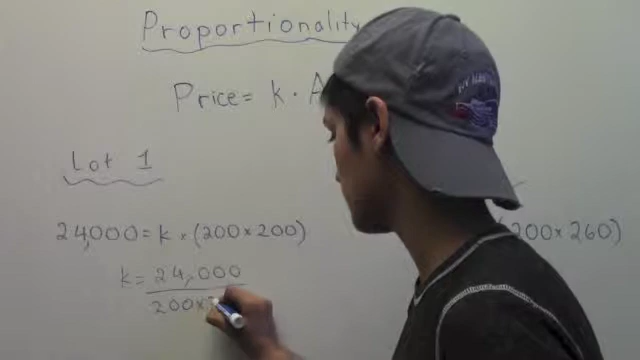 Proportionality
Price = k · A
Lot 1
24,000 = k × (200 × 200)
(200 × 260)
k = 24,000
200 ×